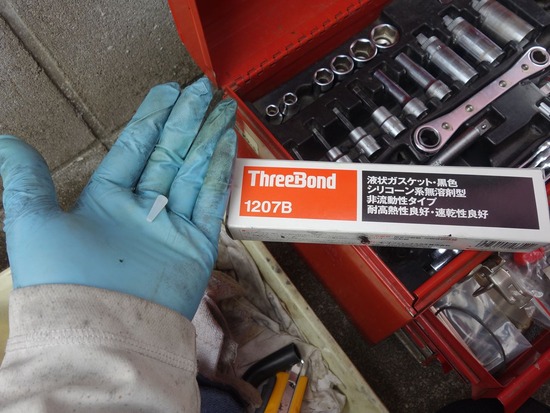 ThreeBond
1207B
液状ガスケット・黒色
シリコーン系無溶剤型
非流動性タイプ
耐高熱性良好・速乾性良好